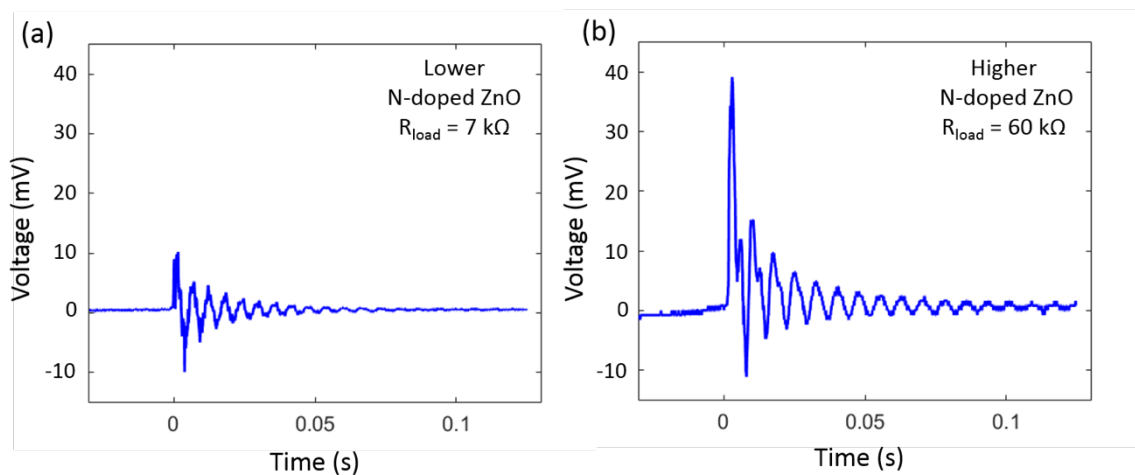 (a)
Lower
N-doped ZnO
R_load = 7 kΩ
Voltage (mV)
40
30
20
10
0
-10
0
0.05
0.1
Time (s)
(b)
Higher
N-doped ZnO
R_load = 60 kΩ
Voltage (mV)
40
30
20
10
0
-10
0
0.05
0.1
Time (s)